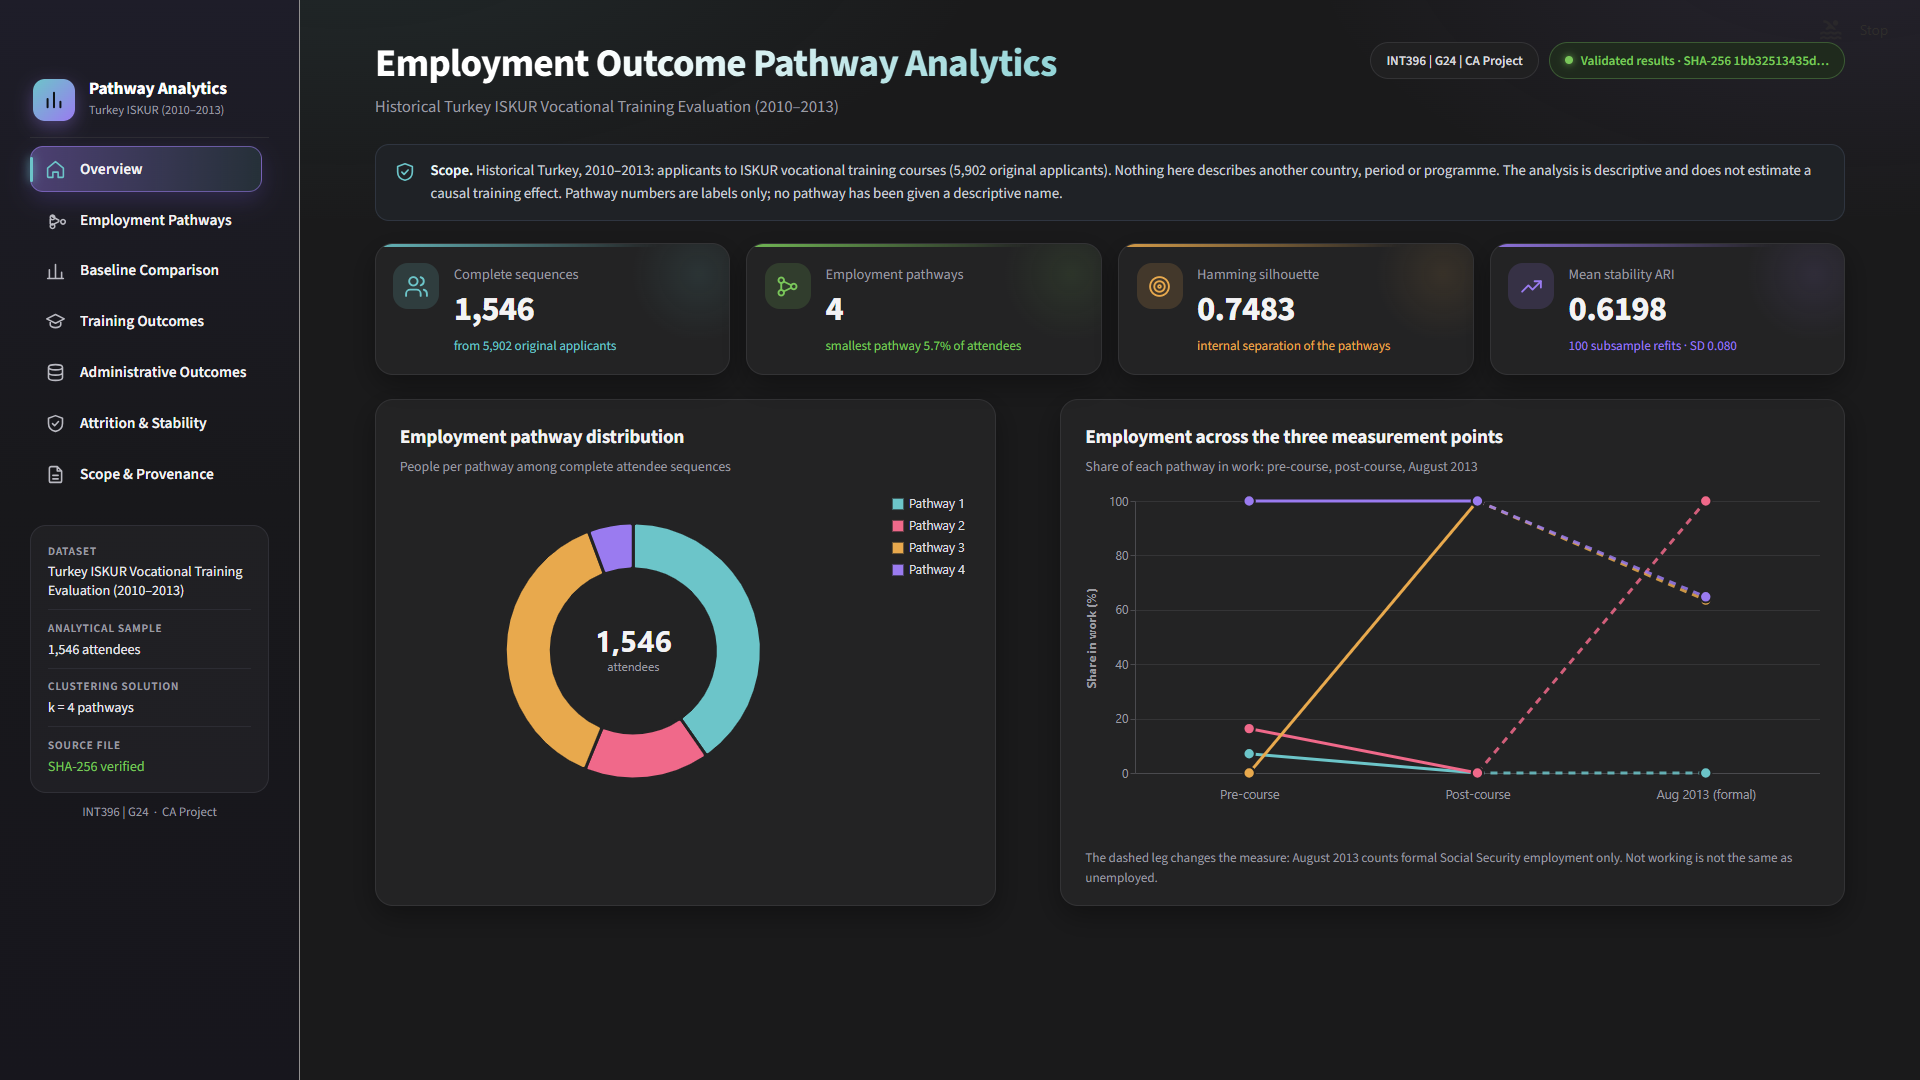 Pathway Analytics
Turkey ISKUR (2010–2013)
Overview
Employment Pathways
Baseline Comparison
Training Outcomes
Administrative Outcomes
Attrition & Stability
Scope & Provenance
DATASET
Turkey ISKUR Vocational Training
Evaluation (2010–2013)
ANALYTICAL SAMPLE
1,546 attendees
CLUSTERING SOLUTION
k = 4 pathways
SOURCE FILE
SHA-256 verified
INT396 | G24 · CA Project
Stop
Employment Outcome Pathway Analytics
INT396 | G24 | CA Project
Validated results · SHA-256 1bb32513435d…
Historical Turkey ISKUR Vocational Training Evaluation (2010–2013)
Scope. Historical Turkey, 2010–2013: applicants to ISKUR vocational training courses (5,902 original applicants). Nothing here describes another country, period or programme. The analysis is descriptive and does not estimate a
causal training effect. Pathway numbers are labels only; no pathway has been given a descriptive name.
Complete sequences
1,546
from 5,902 original applicants
Employment pathways
4
smallest pathway 5.7% of attendees
Hamming silhouette
0.7483
internal separation of the pathways
Mean stability ARI
0.6198
100 subsample refits · SD 0.080
Employment pathway distribution
People per pathway among complete attendee sequences
Pathway 1
Pathway 2
Pathway 3
Pathway 4
1,546
attendees
Employment across the three measurement points
Share of each pathway in work: pre-course, post-course, August 2013
Share in work (%)
100
80
60
40
20
0
Pre-course
Post-course
Aug 2013 (formal)
The dashed leg changes the measure: August 2013 counts formal Social Security employment only. Not working is not the same as
unemployed.